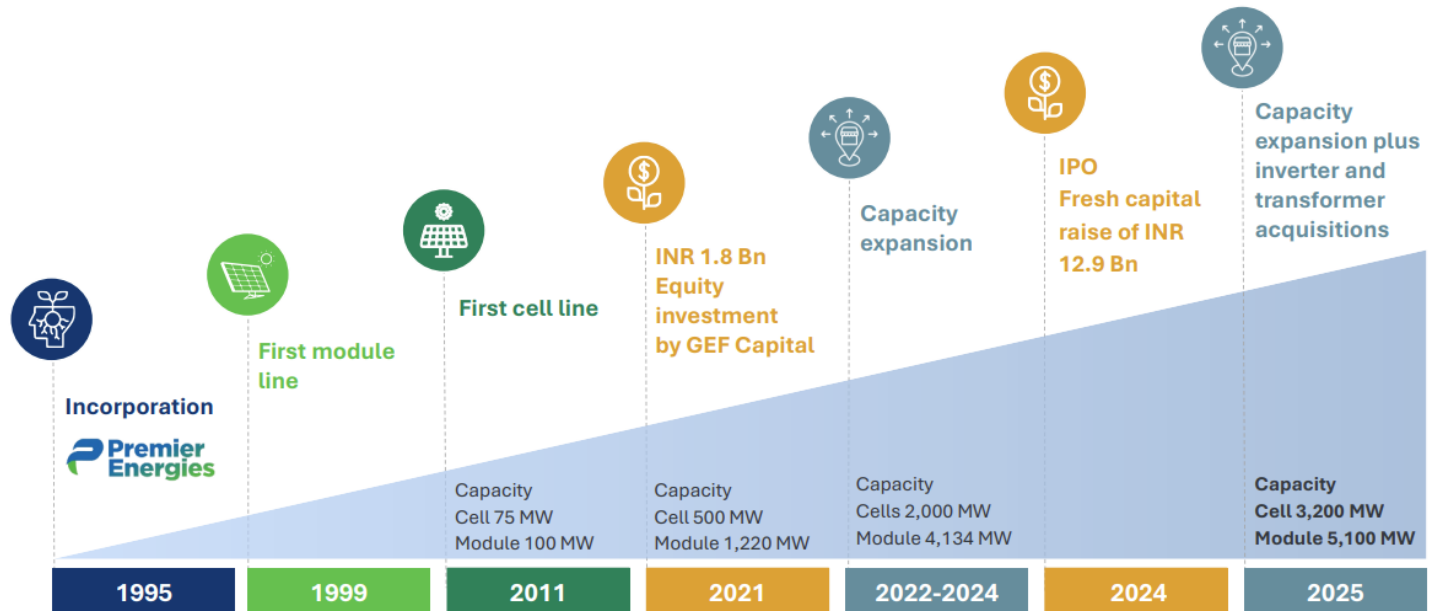 Incorporation
Premier
Energies
1995
First module
line
1999
First cell line
Capacity
Cell 75 MW
Module 100 MW
2011
INR 1.8 Bn
Equity
investment
by GEF Capital
Capacity
Cell 500 MW
Module 1,220 MW
2021
Capacity
expansion
Capacity
Cells 2,000 MW
Module 4,134 MW
2022-2024
IPO
Fresh capital
raise of INR
12.9 Bn
2024
Capacity
expansion plus
inverter and
transformer
acquisitions
Capacity
Cell 3,200 MW
Module 5,100 MW
2025